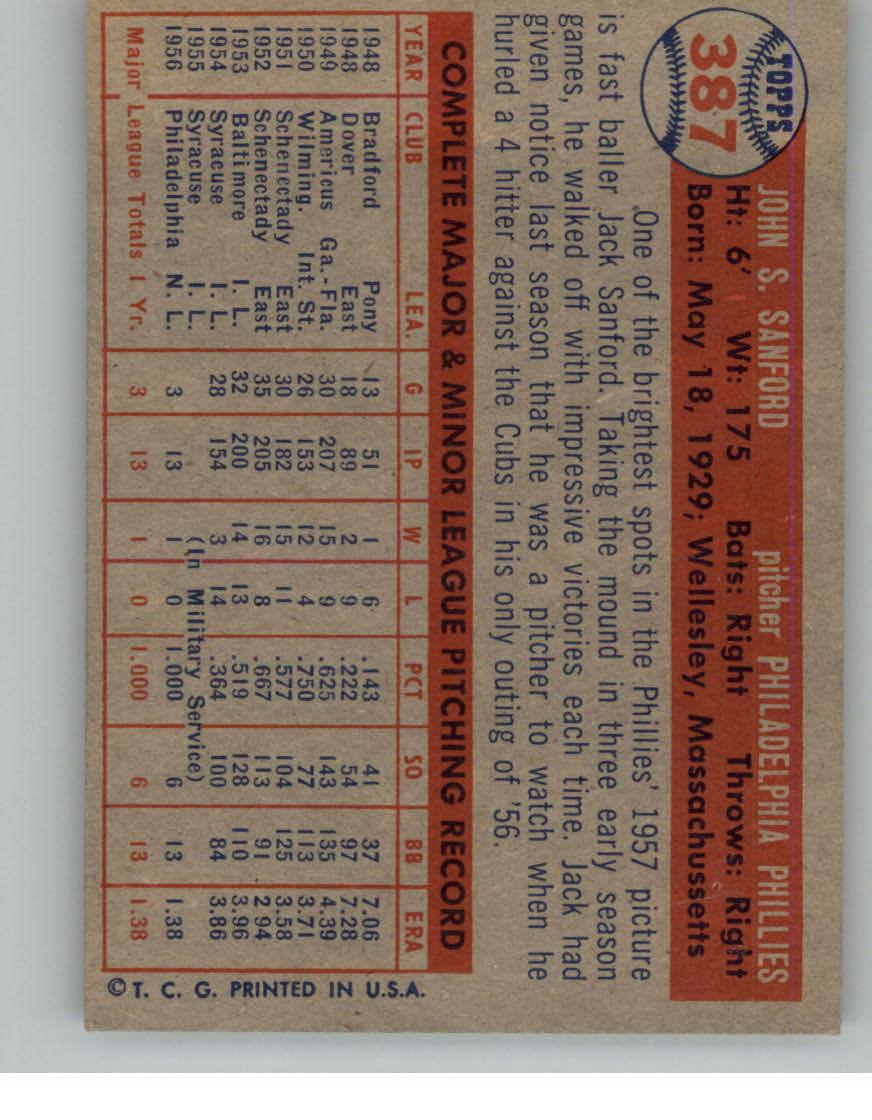 TOPPS
387
JOHN S. SANFORD pitcher PHILADELPHIA PHILLIES
Ht: 6' Wt: 175 Bats: Right Throws: Right
Born: May 18, 1929; Wellesley, Massachussetts
One of the brightest spots in the Phillies' 1957 picture
is fast baller Jack Sanford. Taking the mound in three early season
games, he walked off with impressive victories each time. Jack had
given notice last season that he was a pitcher to watch when he
hurled a 4 hitter against the Cubs in his only outing of '56.
COMPLETE MAJOR & MINOR LEAGUE PITCHING RECORD
YEAR CLUB LEA. G IP W L PCT SO BB ERA
1948 Bradford Pony 13 51 1 6 .143 41 37 7.06
1948 Dover East 18 89 2 9 .222 54 97 7.28
1949 Americus Ga.-Fla. 30 207 15 9 .625 143 135 4.39
1950 Wilming. Int. St. 26 153 12 4 .750 77 113 3.71
1951 Schenectady East 30 182 15 11 .577 104 125 3.58
1952 Schenectady East 35 205 16 8 .667 113 91 2.94
1953 Baltimore I. L. 32 200 14 13 .519 128 110 3.96
1954 Syracuse I. L. 28 154 3 14 .364 100 84 3.86
1955 Syracuse I. L. (In Military Service)
1956 Philadelphia N. L. 3 13 1 0 1.000 6 13 1.38
Major League Totals 1 Yr. 3 13 1 0 1.000 6 13 1.38
© T. C. G. PRINTED IN U.S.A.